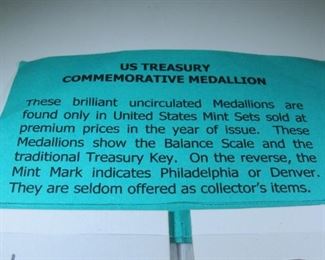 US TREASURY
COMMEMORATIVE MEDALLION
These brilliant uncirculated Medallions are
found only in United States Mint Sets sold at
premium prices in the year of issue. These
Medallions show the Balance Scale and the
traditional Treasury Key. On the reverse, the
Mint Mark indicates Philadelphia or Denver.
They are seldom offered as collector's items.